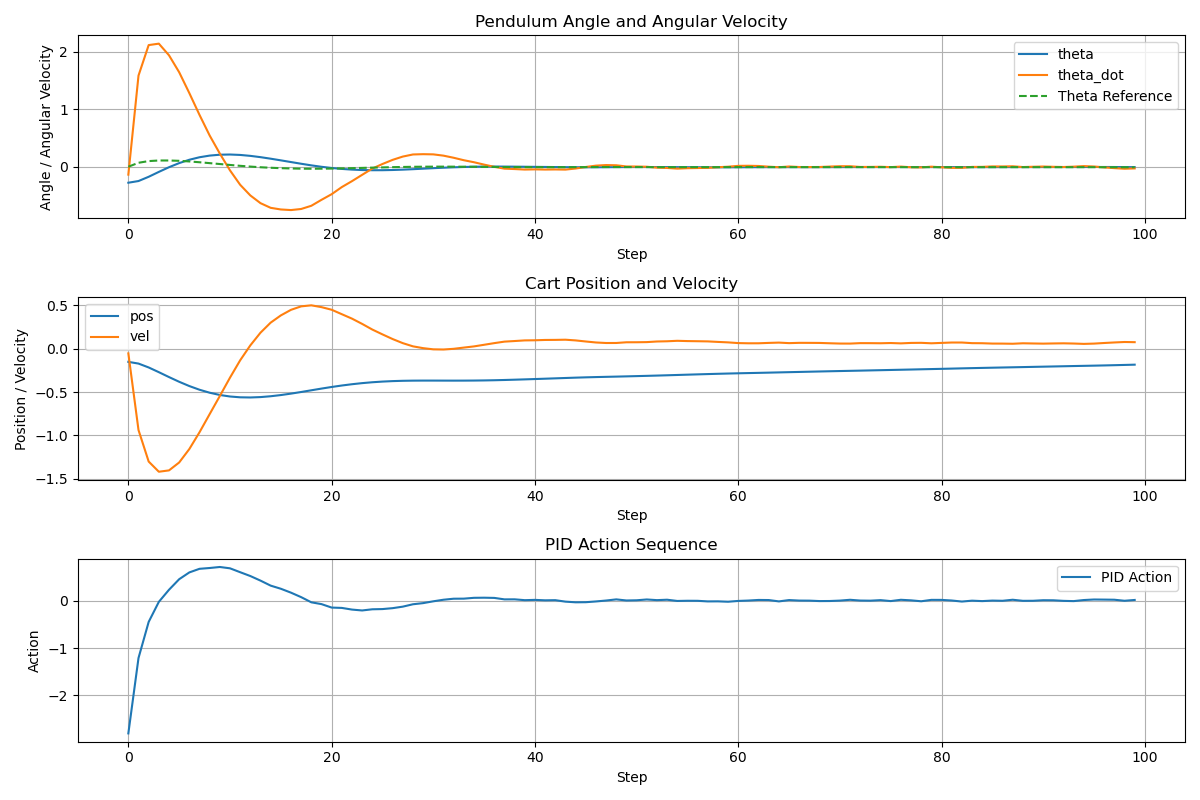 Pendulum Angle and Angular Velocity
Angle / Angular Velocity
2
1
0
theta
theta_dot
Theta Reference
0 20 40 60 80 100
Step
Cart Position and Velocity
Position / Velocity
0.5
0.0
−0.5
−1.0
−1.5
pos
vel
0 20 40 60 80 100
Step
PID Action Sequence
Action
0
−1
−2
PID Action
0 20 40 60 80 100
Step